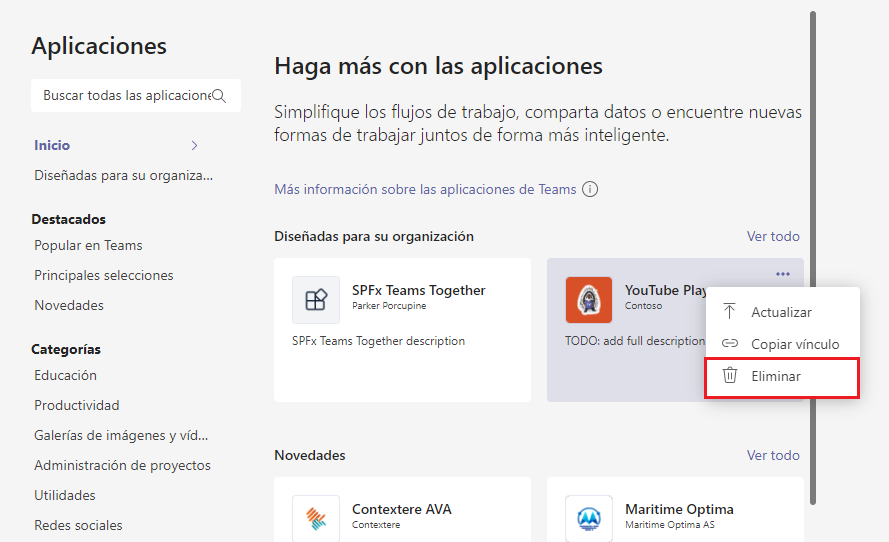 Aplicaciones
Buscar todas las aplicacione
Inicio
Diseñadas para su organiza...
Destacados
Popular en Teams
Principales selecciones
Novedades
Categorías
Educación
Productividad
Galerías de imágenes y víd...
Administración de proyectos
Utilidades
Redes sociales
Haga más con las aplicaciones
Simplifique los flujos de trabajo, comparta datos o encuentre nuevas
formas de trabajar juntos de forma más inteligente.
Más información sobre las aplicaciones de Teams
Diseñadas para su organización
Ver todo
SPFx Teams Together
Parker Porcupine
SPFx Teams Together description
YouTube Play
Contoso
TODO: add full description
Actualizar
Copiar vínculo
Eliminar
Novedades
Ver todo
Contextere AVA
Contextere
Maritime Optima
Maritime Optima AS